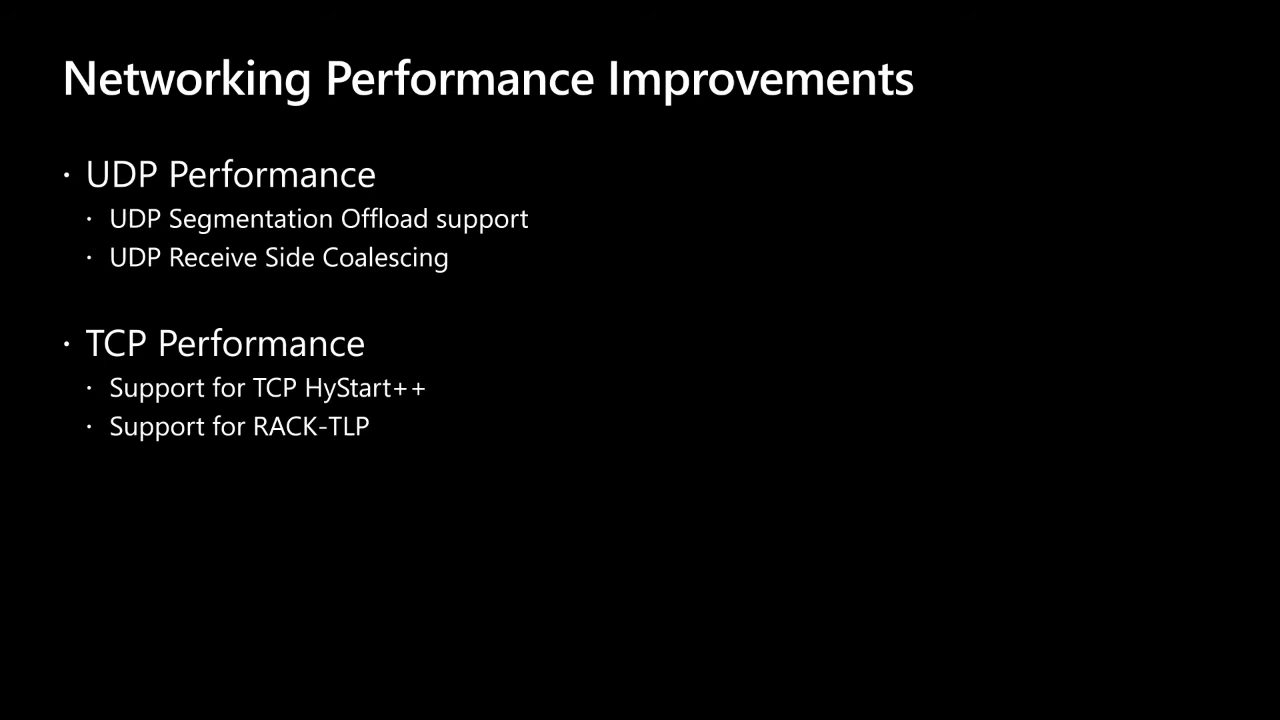 Networking Performance Improvements
· UDP Performance
· UDP Segmentation Offload support
· UDP Receive Side Coalescing
· TCP Performance
· Support for TCP HyStart++
· Support for RACK-TLP